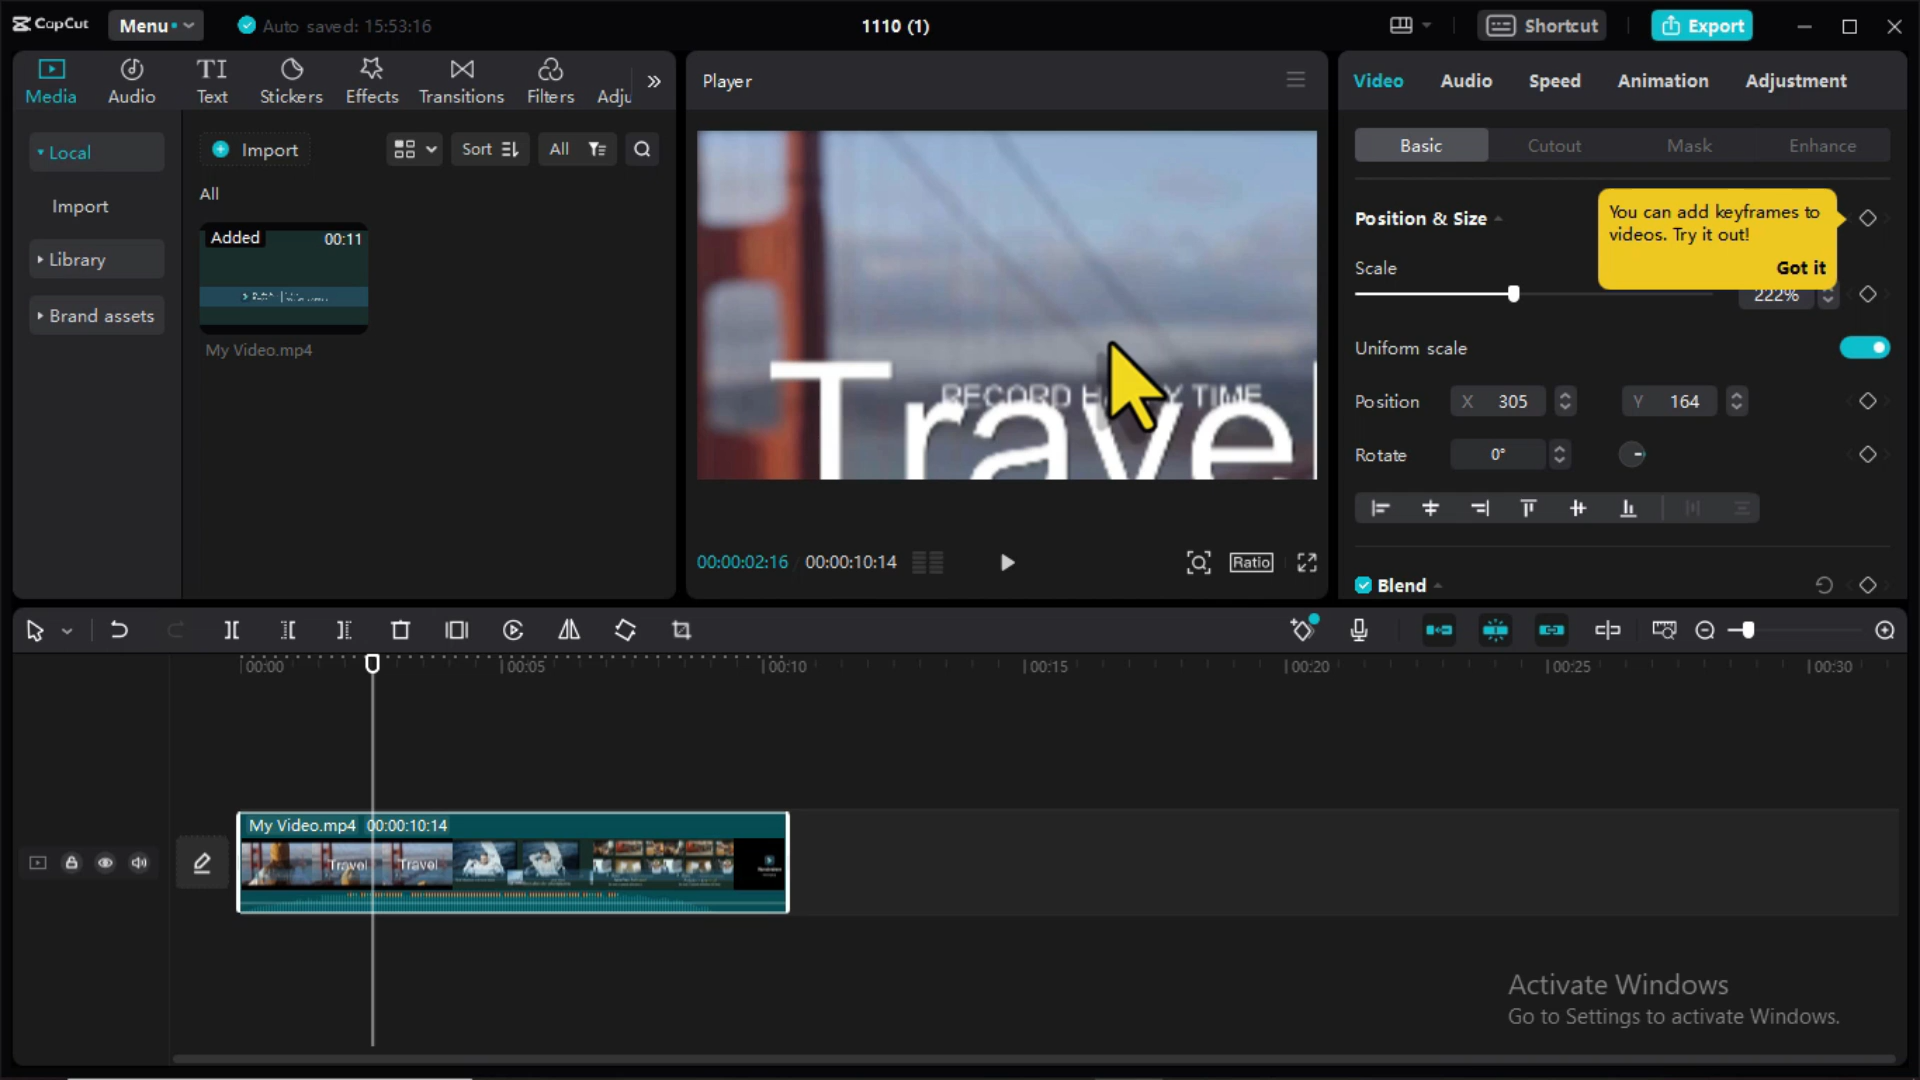 CapCut
Menu
Auto saved: 15:53:16
1110 (1)
Shortcut
Export
Media
Audio
TI
Text
Stickers
Effects
Transitions
Filters
Adju
Player
Video
Audio
Speed
Animation
Adjustment
Local
Import
Library
Brand assets
Import
Sort
All
All
Added
00:11
My Video.mp4
RECORD H Y TIME
Travel
00:00:02:16
00:00:10:14
Ratio
Basic
Cutout
Mask
Enhance
Position & Size
You can add keyframes to
videos. Try it out!
Got it
Scale
222%
Uniform scale
Position
X 305
Y 164
Rotate
0°
Blend
00:00
00:05
00:10
00:15
00:20
00:25
00:30
My Video.mp4 00:00:10:14
Travel
Travel
Activate Windows
Go to Settings to activate Windows.